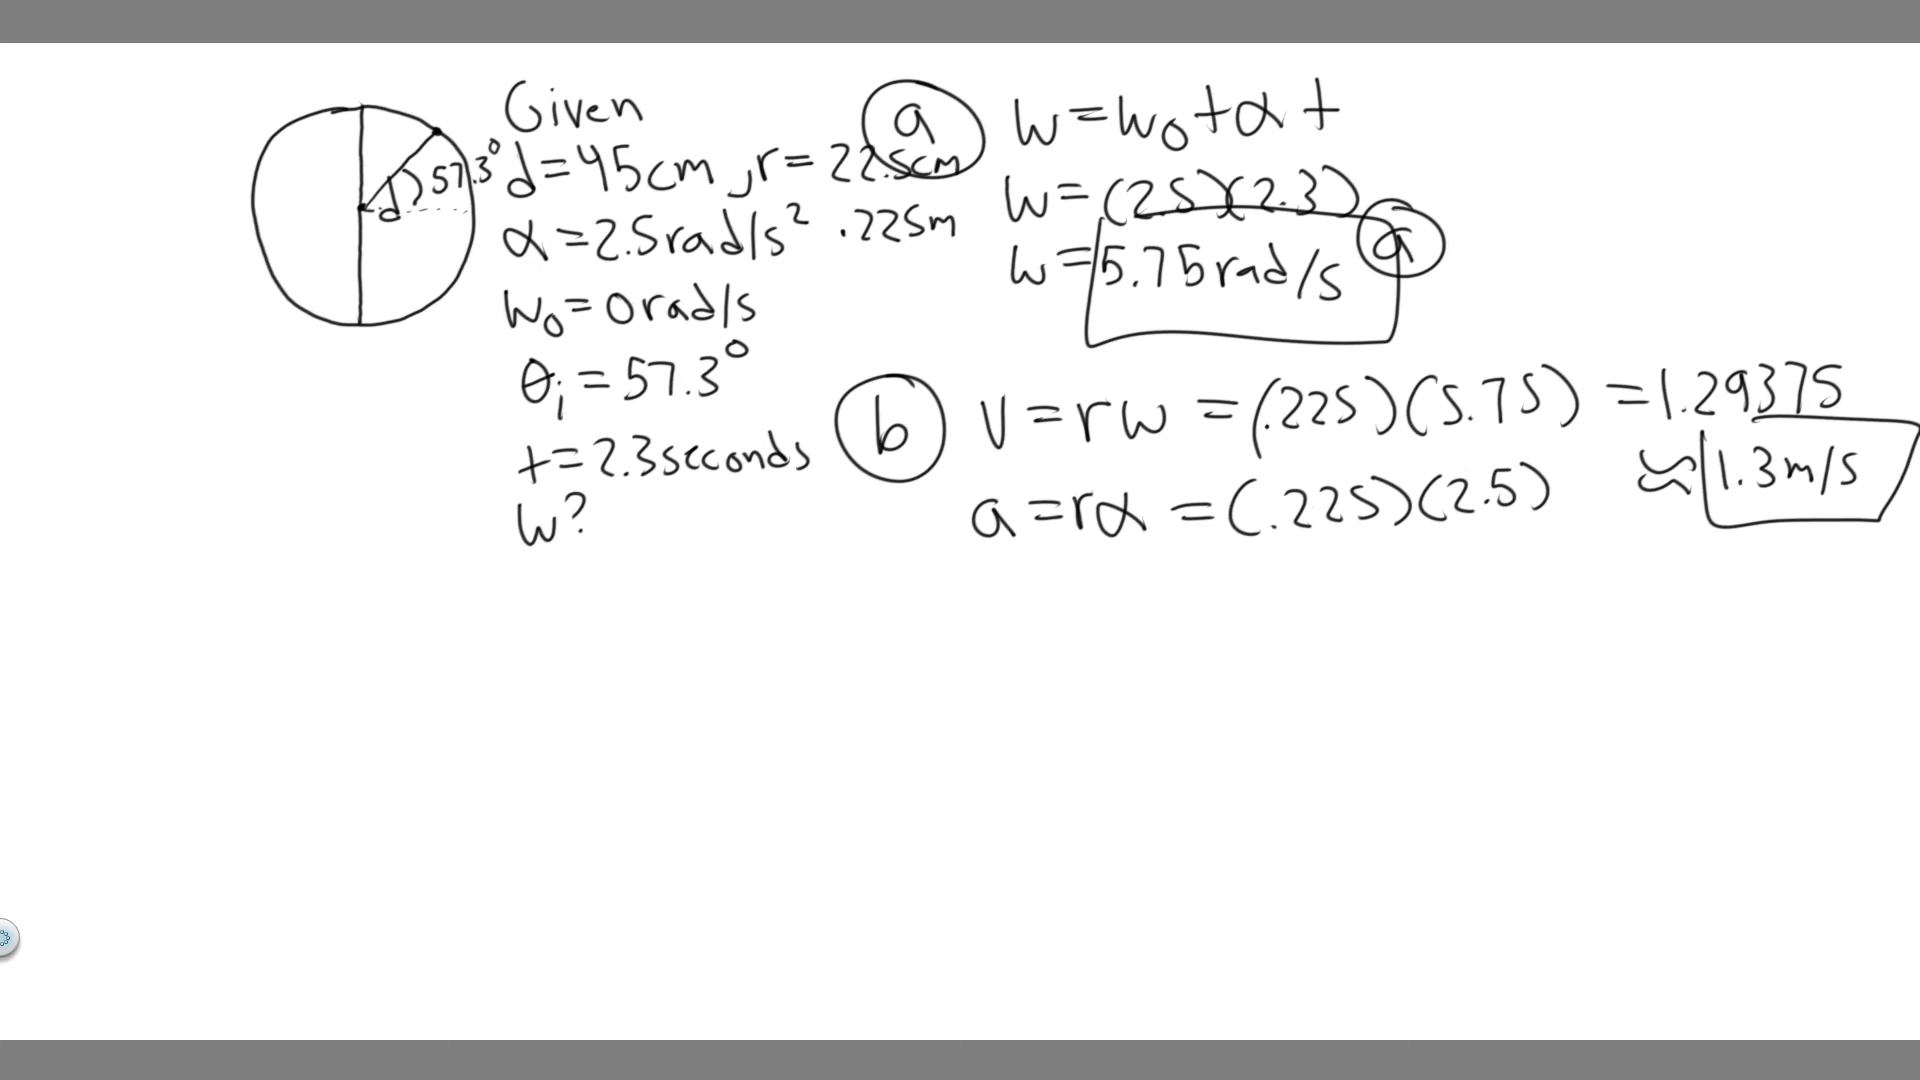 57.3°
d
Given
d=45cm, r=22.5cm
α=2.5rad/s² .225m
W₀=0rad/s
θᵢ=57.3°
t=2.3seconds
W?
a
W=W₀+αt
W=(2.5)(2.3)
W=5.75rad/s
a
b
V=rw=(.225)(5.75)=1.29375
≈1.3m/s
a=rα=(.225)(2.5)